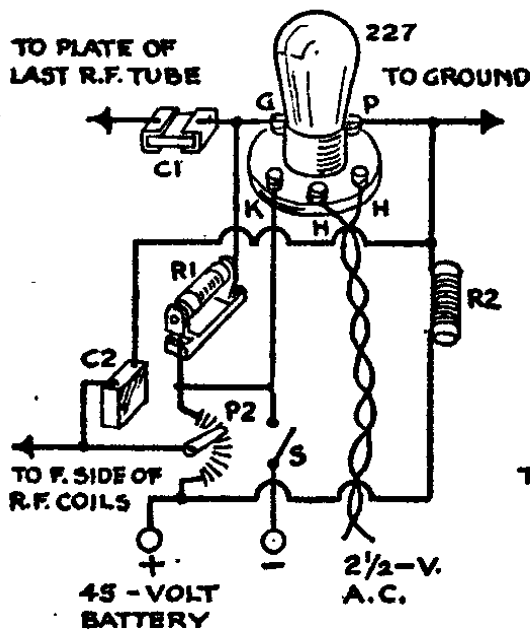 TO PLATE OF
LAST R.F. TUBE
227
TO GROUND
G
P
C1
K
H
H
R1
R2
C2
P2
S
TO F. SIDE OF
R.F. COILS
T
+
−
45-VOLT
BATTERY
2½-V.
A.C.